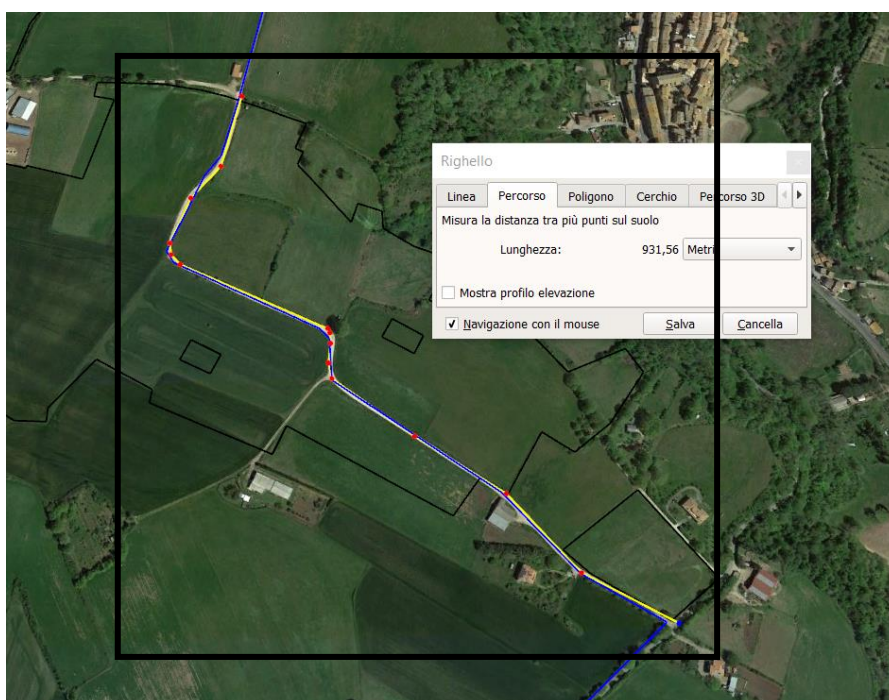 Righello
Linea Percorso Poligono Cerchio Percorso 3D
Misura la distanza tra più punti sul suolo
Lunghezza: 931,56 Metri
Mostra profilo elevazione
Navigazione con il mouse Salva Cancella